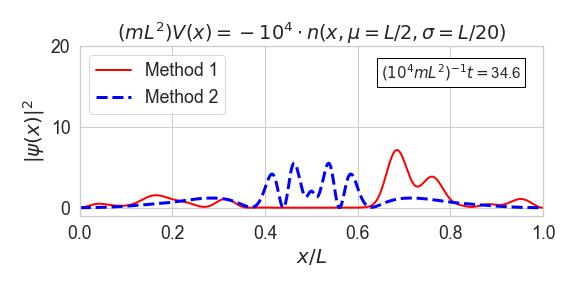 (mL²)V(x) = −10⁴ · n(x, μ = L/2, σ = L/20)
20
10
0
|ψ(x)|²
Method 1
Method 2
(10⁴mL²)⁻¹t = 34.6
0.0 0.2 0.4 0.6 0.8 1.0
x/L